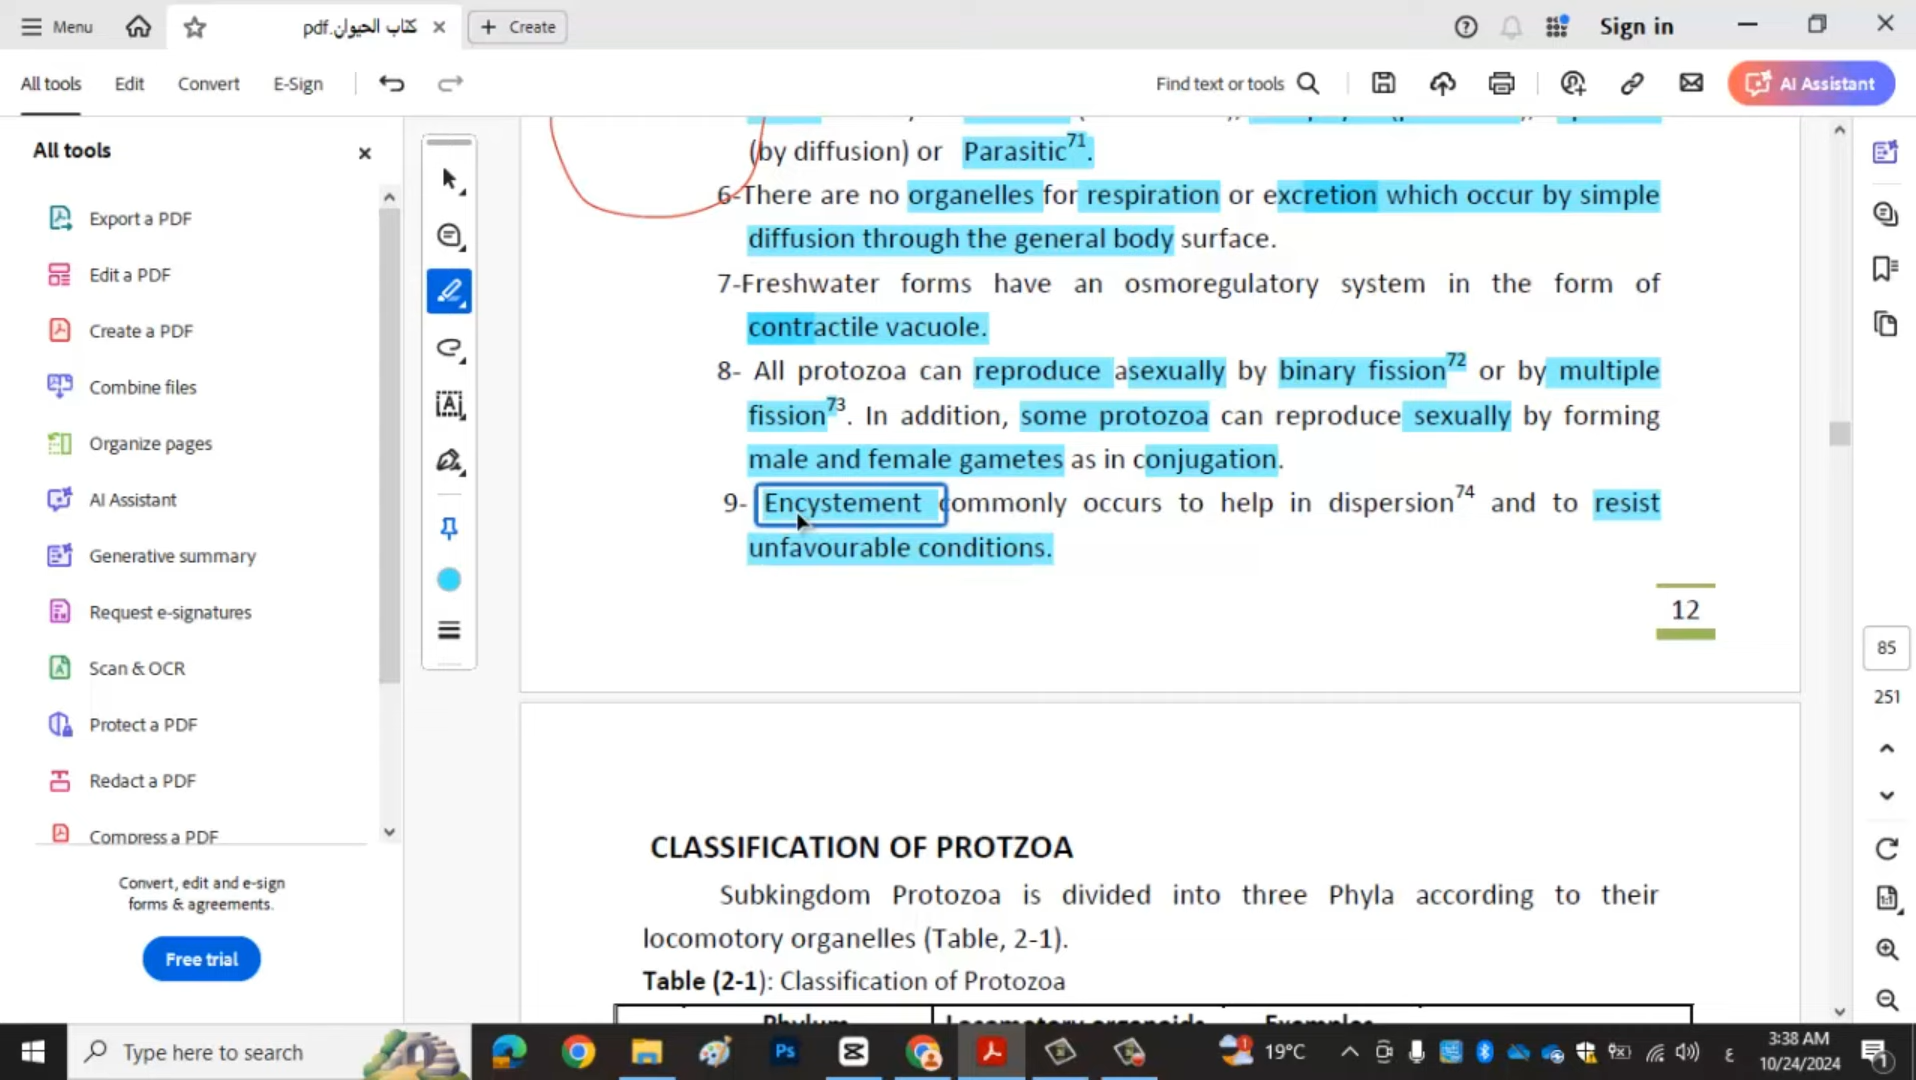 Menu
كتاب الحيوان.pdf
Create
Sign in
All tools
Edit
Convert
E-Sign
Find text or tools
AI Assistant
All tools
Export a PDF
Edit a PDF
Create a PDF
Combine files
Organize pages
AI Assistant
Generative summary
Request e-signatures
Scan & OCR
Protect a PDF
Redact a PDF
Compress a PDF
Convert, edit and e-sign
forms & agreements.
Free trial
(by diffusion) or Parasitic71.
6-There are no organelles for respiration or excretion which occur by simple
diffusion through the general body surface.
7-Freshwater forms have an osmoregulatory system in the form of
contractile vacuole.
8- All protozoa can reproduce asexually by binary fission72 or by multiple
fission73. In addition, some protozoa can reproduce sexually by forming
male and female gametes as in conjugation.
9- Encystement commonly occurs to help in dispersion74 and to resist
unfavourable conditions.
12
CLASSIFICATION OF PROTZOA
Subkingdom Protozoa is divided into three Phyla according to their
locomotory organelles (Table, 2-1).
Table (2-1): Classification of Protozoa
Phylum Locomotory organoids Examples
85
251
Type here to search
Ps
19°C
ع
3:38 AM
10/24/2024
1